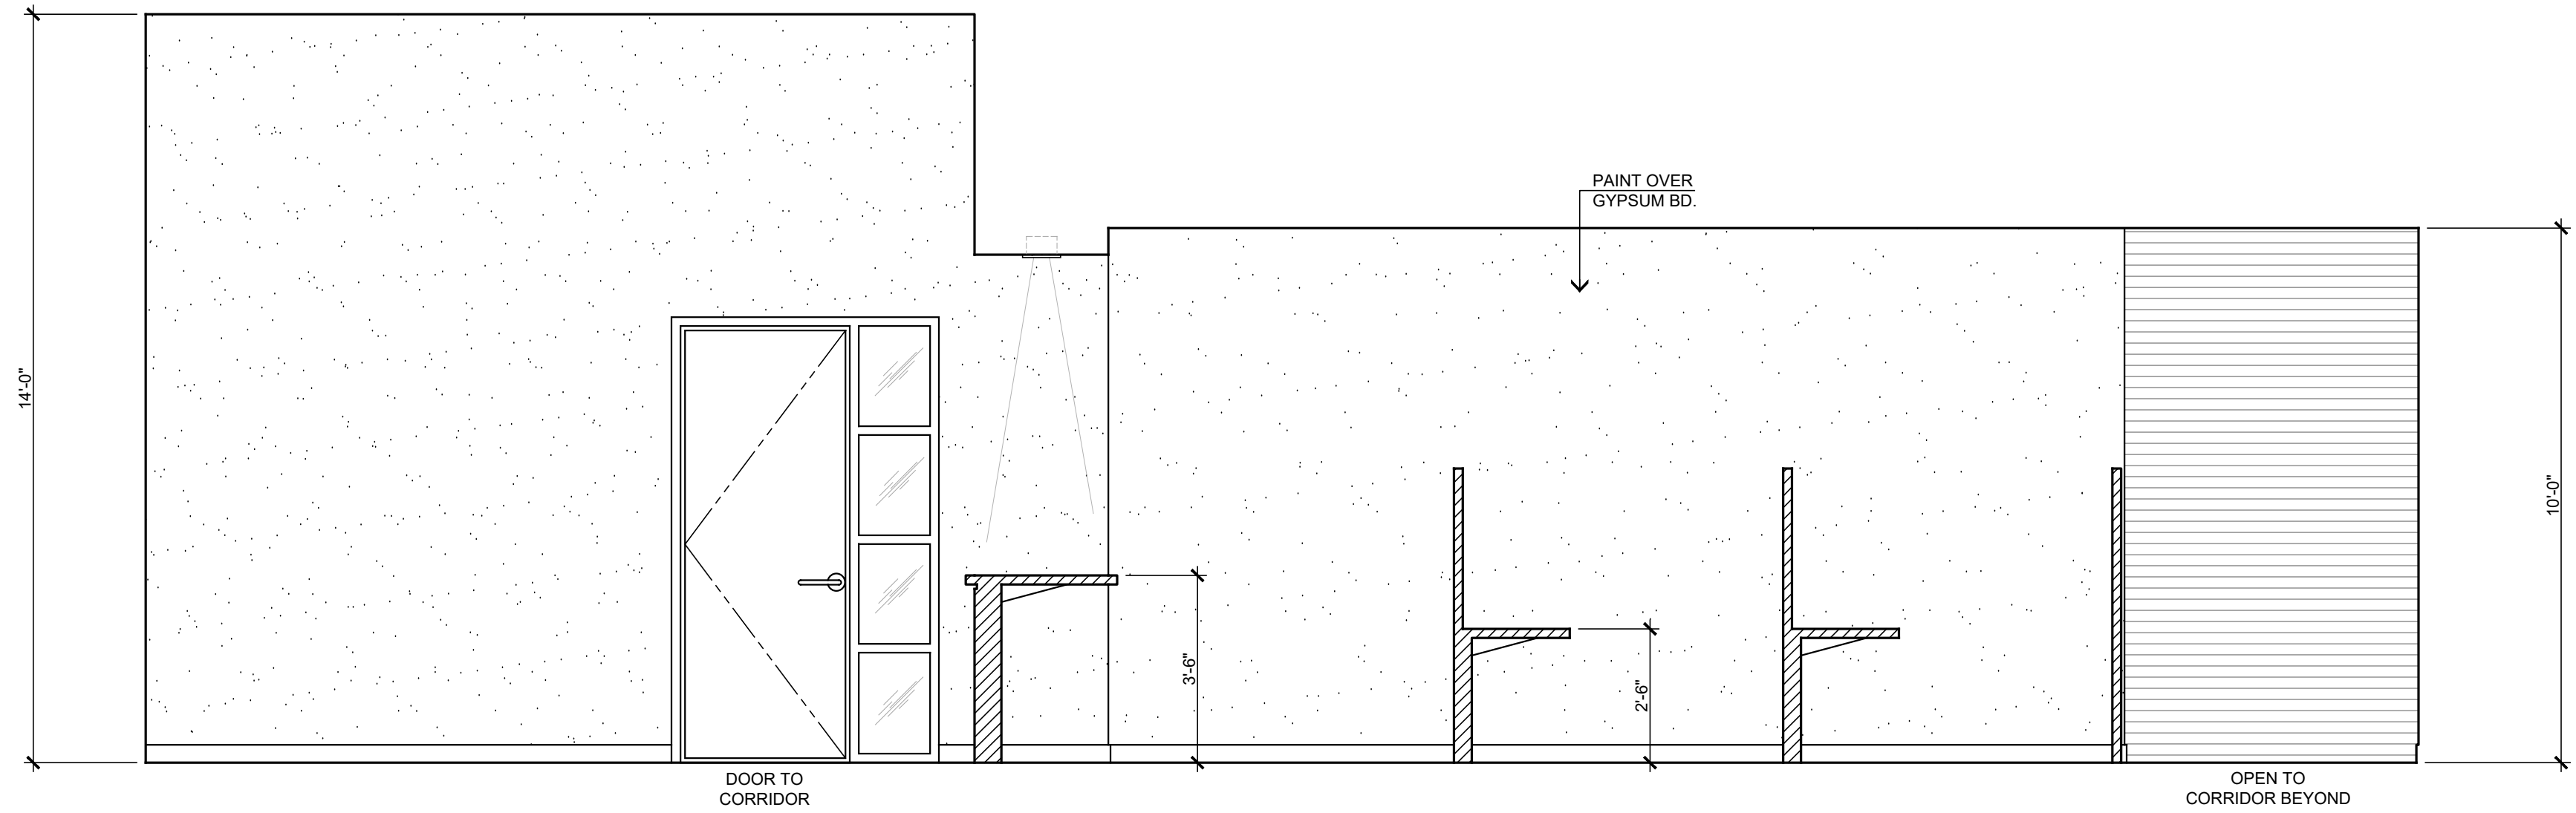 PAINT OVER
GYPSUM BD.
14'-0"
10'-0"
3'-6"
2'-6"
DOOR TO
CORRIDOR
OPEN TO
CORRIDOR BEYOND